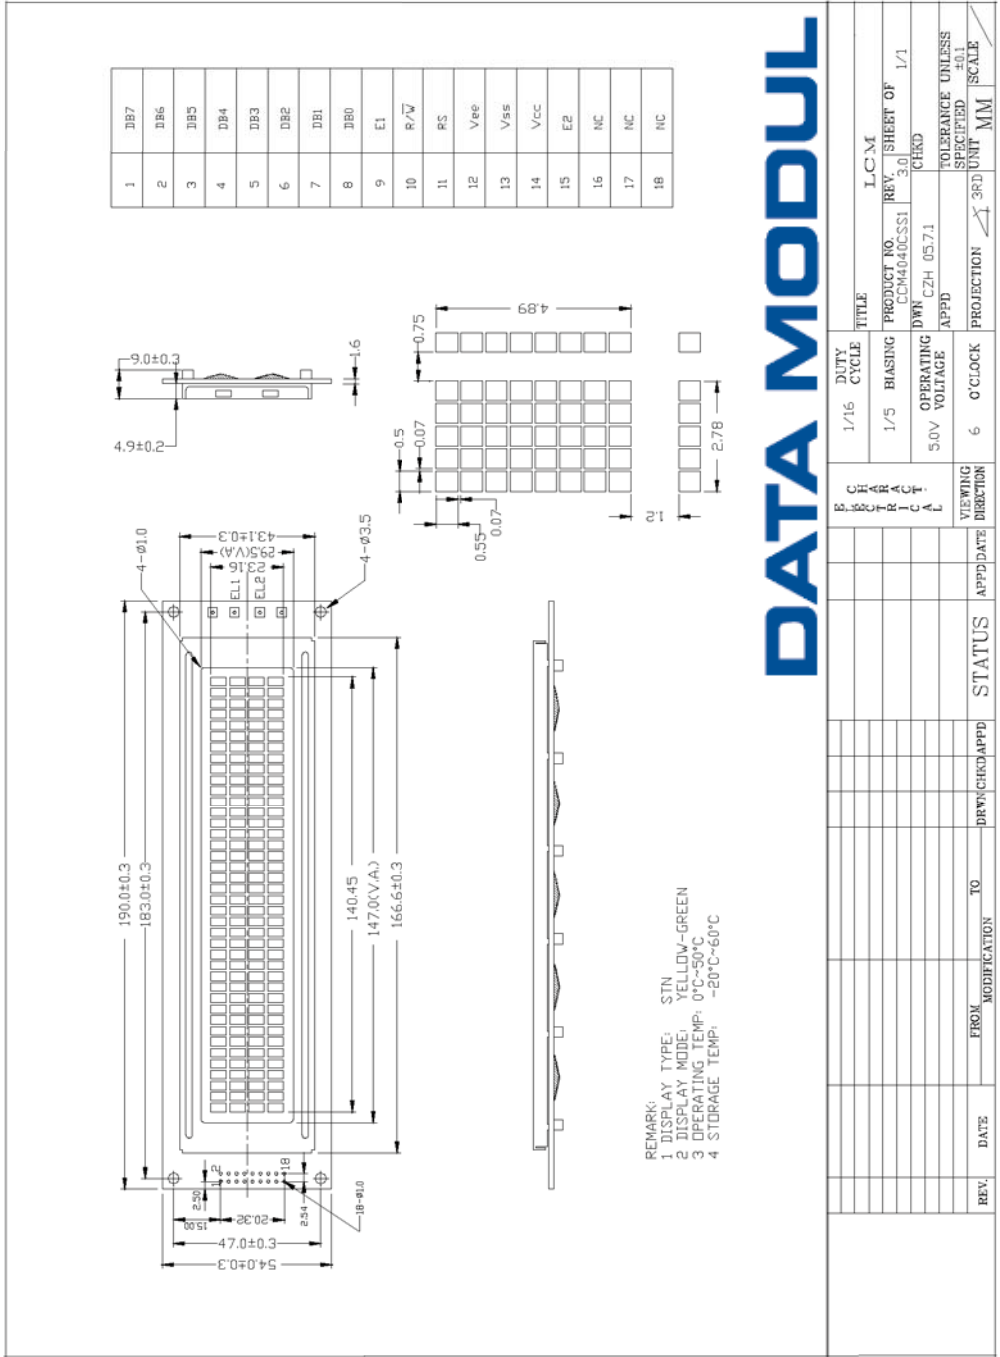 1 DB7
2 DB6
3 DB5
4 DB4
5 DB3
6 DB2
7 DB1
8 DB0
9 E1
10 R/W̅
11 RS
12 Vee
13 Vss
14 Vcc
15 E2
16 NC
17 NC
18 NC
9.0±0.3
4.9±0.2
1.6
4.89
0.75
0.5
0.07
2.78
1.2
0.55
0.07
190.0±0.3
183.0±0.3
4-ø1.0
43.1±0.3
29.5(V.A)
23.16
EL1
EL2
4-ø3.5
140.45
147.0(V.A.)
166.6±0.3
1
2
18
2.50
15.00
20.32
2.54
18-ø1.0
47.0±0.3
54.0±0.3
REMARK:
1 DISPLAY TYPE: STN
2 DISPLAY MODE: YELLOW-GREEN
3 OPERATING TEMP: 0°C~50°C
4 STORAGE TEMP: -20°C~60°C
DATA MODUL
REV.
DATE
FROM
TO
MODIFICATION
DRWN CHKD APPD
STATUS
APPD DATE
ELECTRICAL
CHARACT.
1/16 DUTY CYCLE
1/5 BIASING
5.0V OPERATING VOLTAGE
VIEWING DIRECTION
6 O'CLOCK
TITLE
LCM
PRODUCT NO.
CCM4040CSS1
REV.
3.0
SHEET OF
1/1
DWN
CZH 05.7.1
CHKD
APPD
TOLERANCE UNLESS
SPECIFIED ±0.1
PROJECTION 3RD
UNIT MM
SCALE